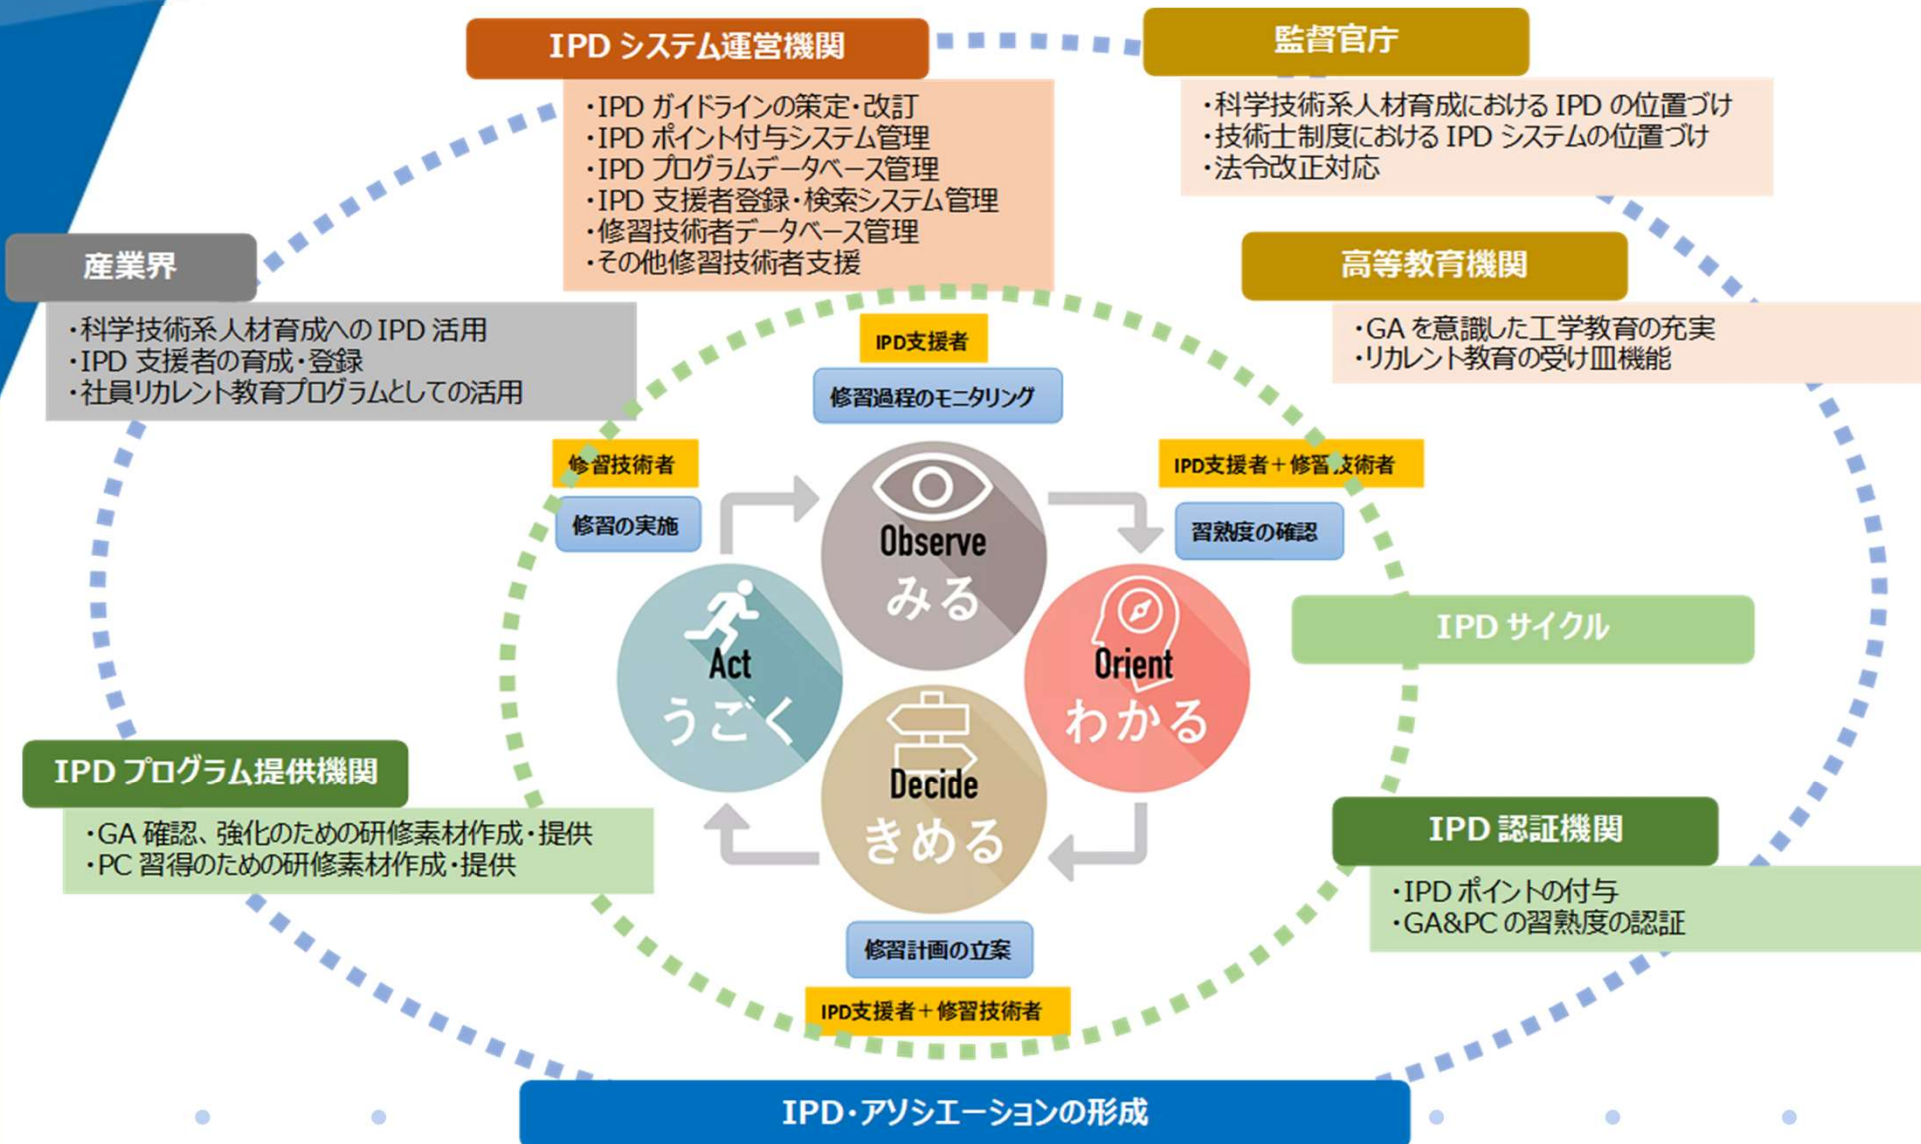 IPD システム運営機関
・IPD ガイドラインの策定・改訂
・IPD ポイント付与システム管理
・IPD プログラムデータベース管理
・IPD 支援者登録・検索システム管理
・修習技術者データベース管理
・その他修習技術者支援
監督官庁
・科学技術系人材育成における IPD の位置づけ
・技術士制度における IPD システムの位置づけ
・法令改正対応
産業界
・科学技術系人材育成への IPD 活用
・IPD 支援者の育成・登録
・社員リカレント教育プログラムとしての活用
高等教育機関
・GA を意識した工学教育の充実
・リカレント教育の受け皿機能
IPD支援者
修習過程のモニタリング
修習技術者
修習の実施
IPD支援者＋修習技術者
習熟度の確認
Observe
みる
Act
うごく
Orient
わかる
Decide
きめる
IPD サイクル
IPD プログラム提供機関
・GA 確認、強化のための研修素材作成・提供
・PC 習得のための研修素材作成・提供
IPD 認証機関
・IPD ポイントの付与
・GA&PC の習熟度の認証
修習計画の立案
IPD支援者＋修習技術者
IPD・アソシエーションの形成